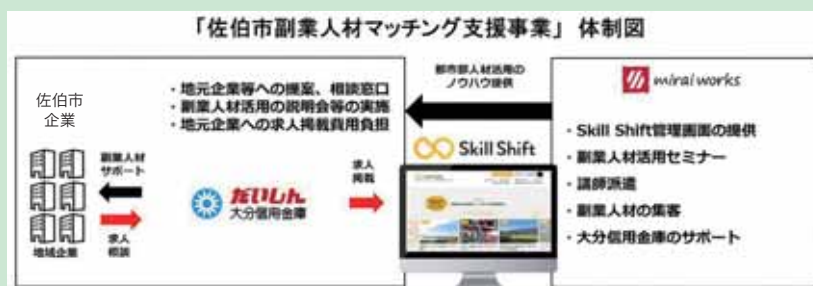 「佐伯市副業人材マッチング支援事業」 体制図
佐伯市
企業
・地元企業等への提案、相談窓口
・副業人材活用の説明会等の実施
・地元企業への求人掲載費用負担
副業人材
サポート
求人
相談
地域企業
だいしん
大分信用金庫
求人
掲載
都市部人材活用の
ノウハウ提供
Skill Shift
mirai works
・Skill Shift管理画面の提供
・副業人材活用セミナー
・講師派遣
・副業人材の集客
・大分信用金庫のサポート